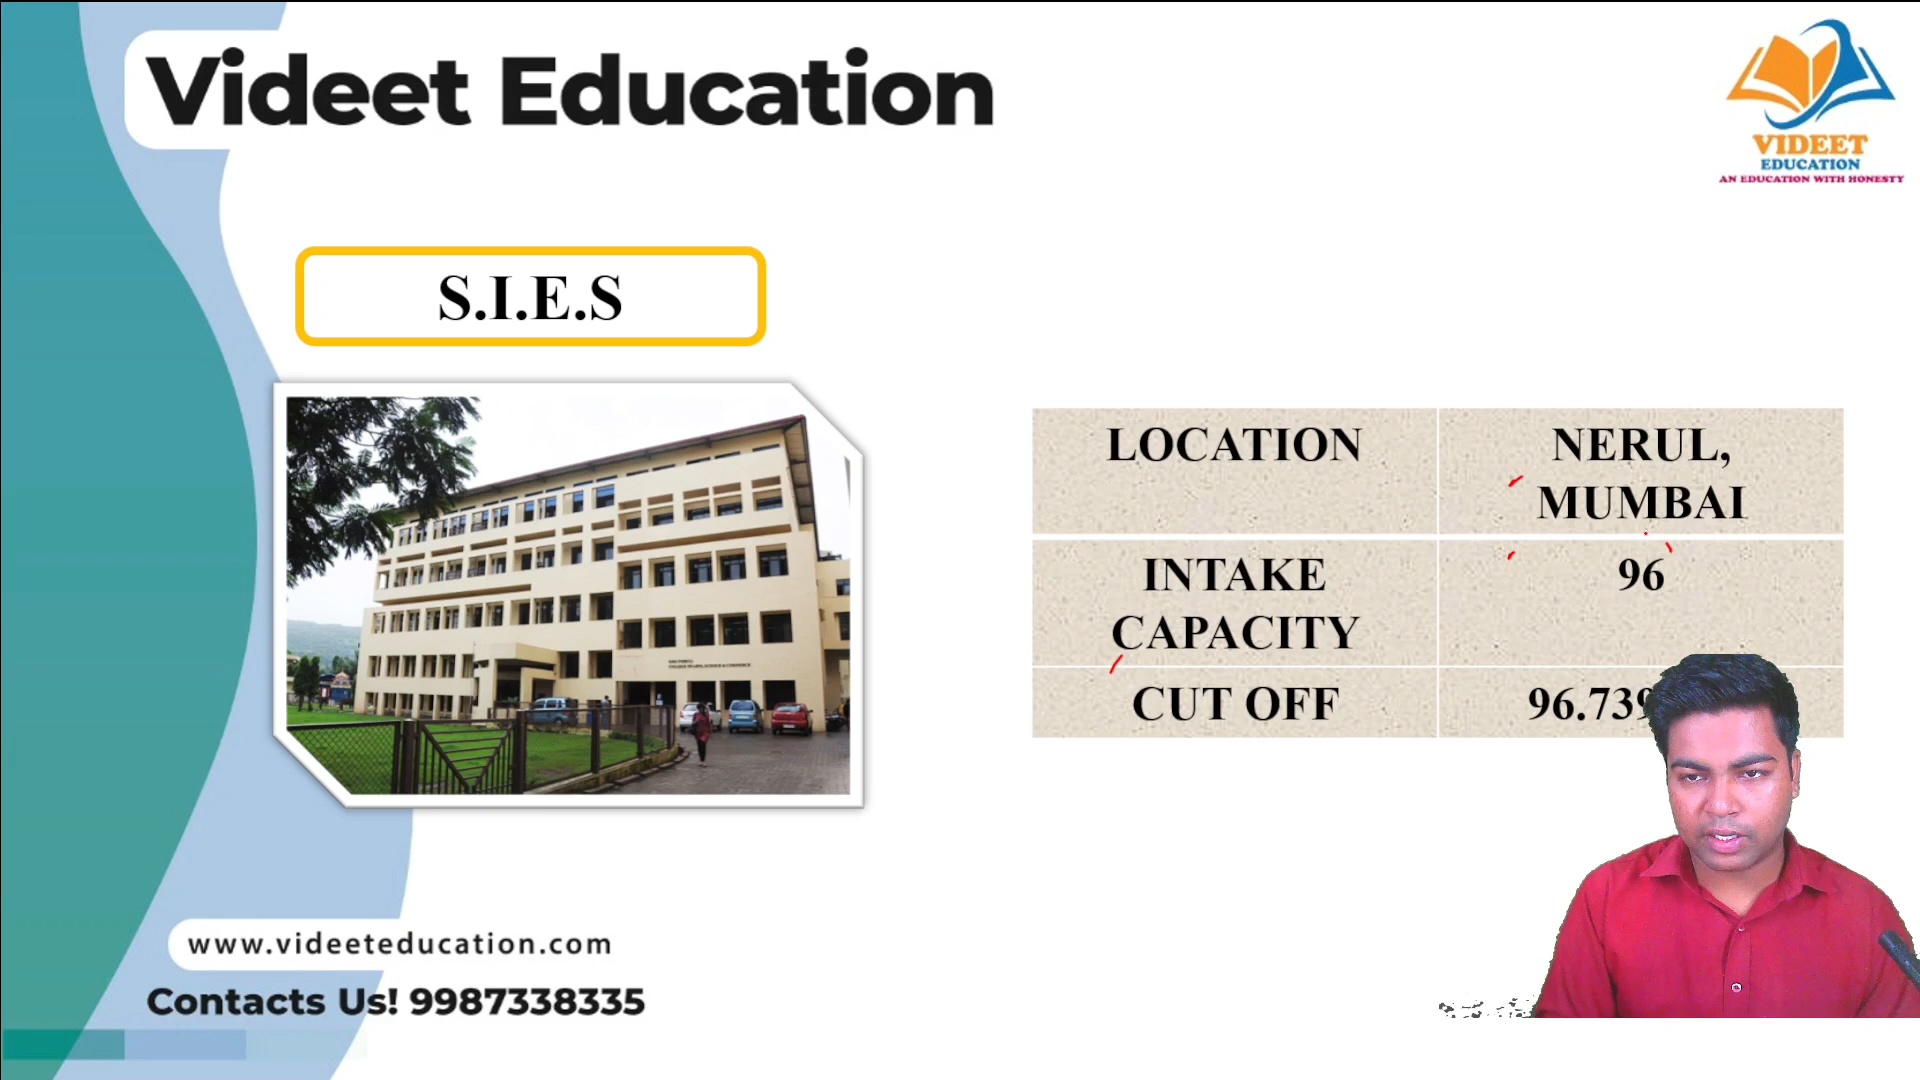 Videet Education
VIDEET
EDUCATION
AN EDUCATION WITH HONESTY
S.I.E.S
LOCATION
NERUL,
MUMBAI
INTAKE
CAPACITY
96
CUT OFF
www.videeteducation.com
Contacts Us! 9987338335